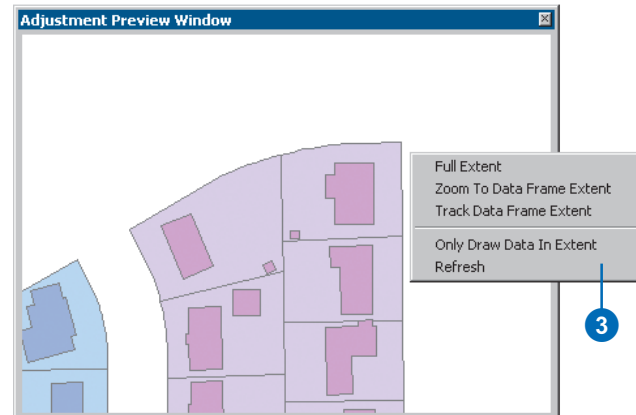 Adjustment Preview Window
Full Extent
Zoom To Data Frame Extent
Track Data Frame Extent
Only Draw Data In Extent
Refresh
3